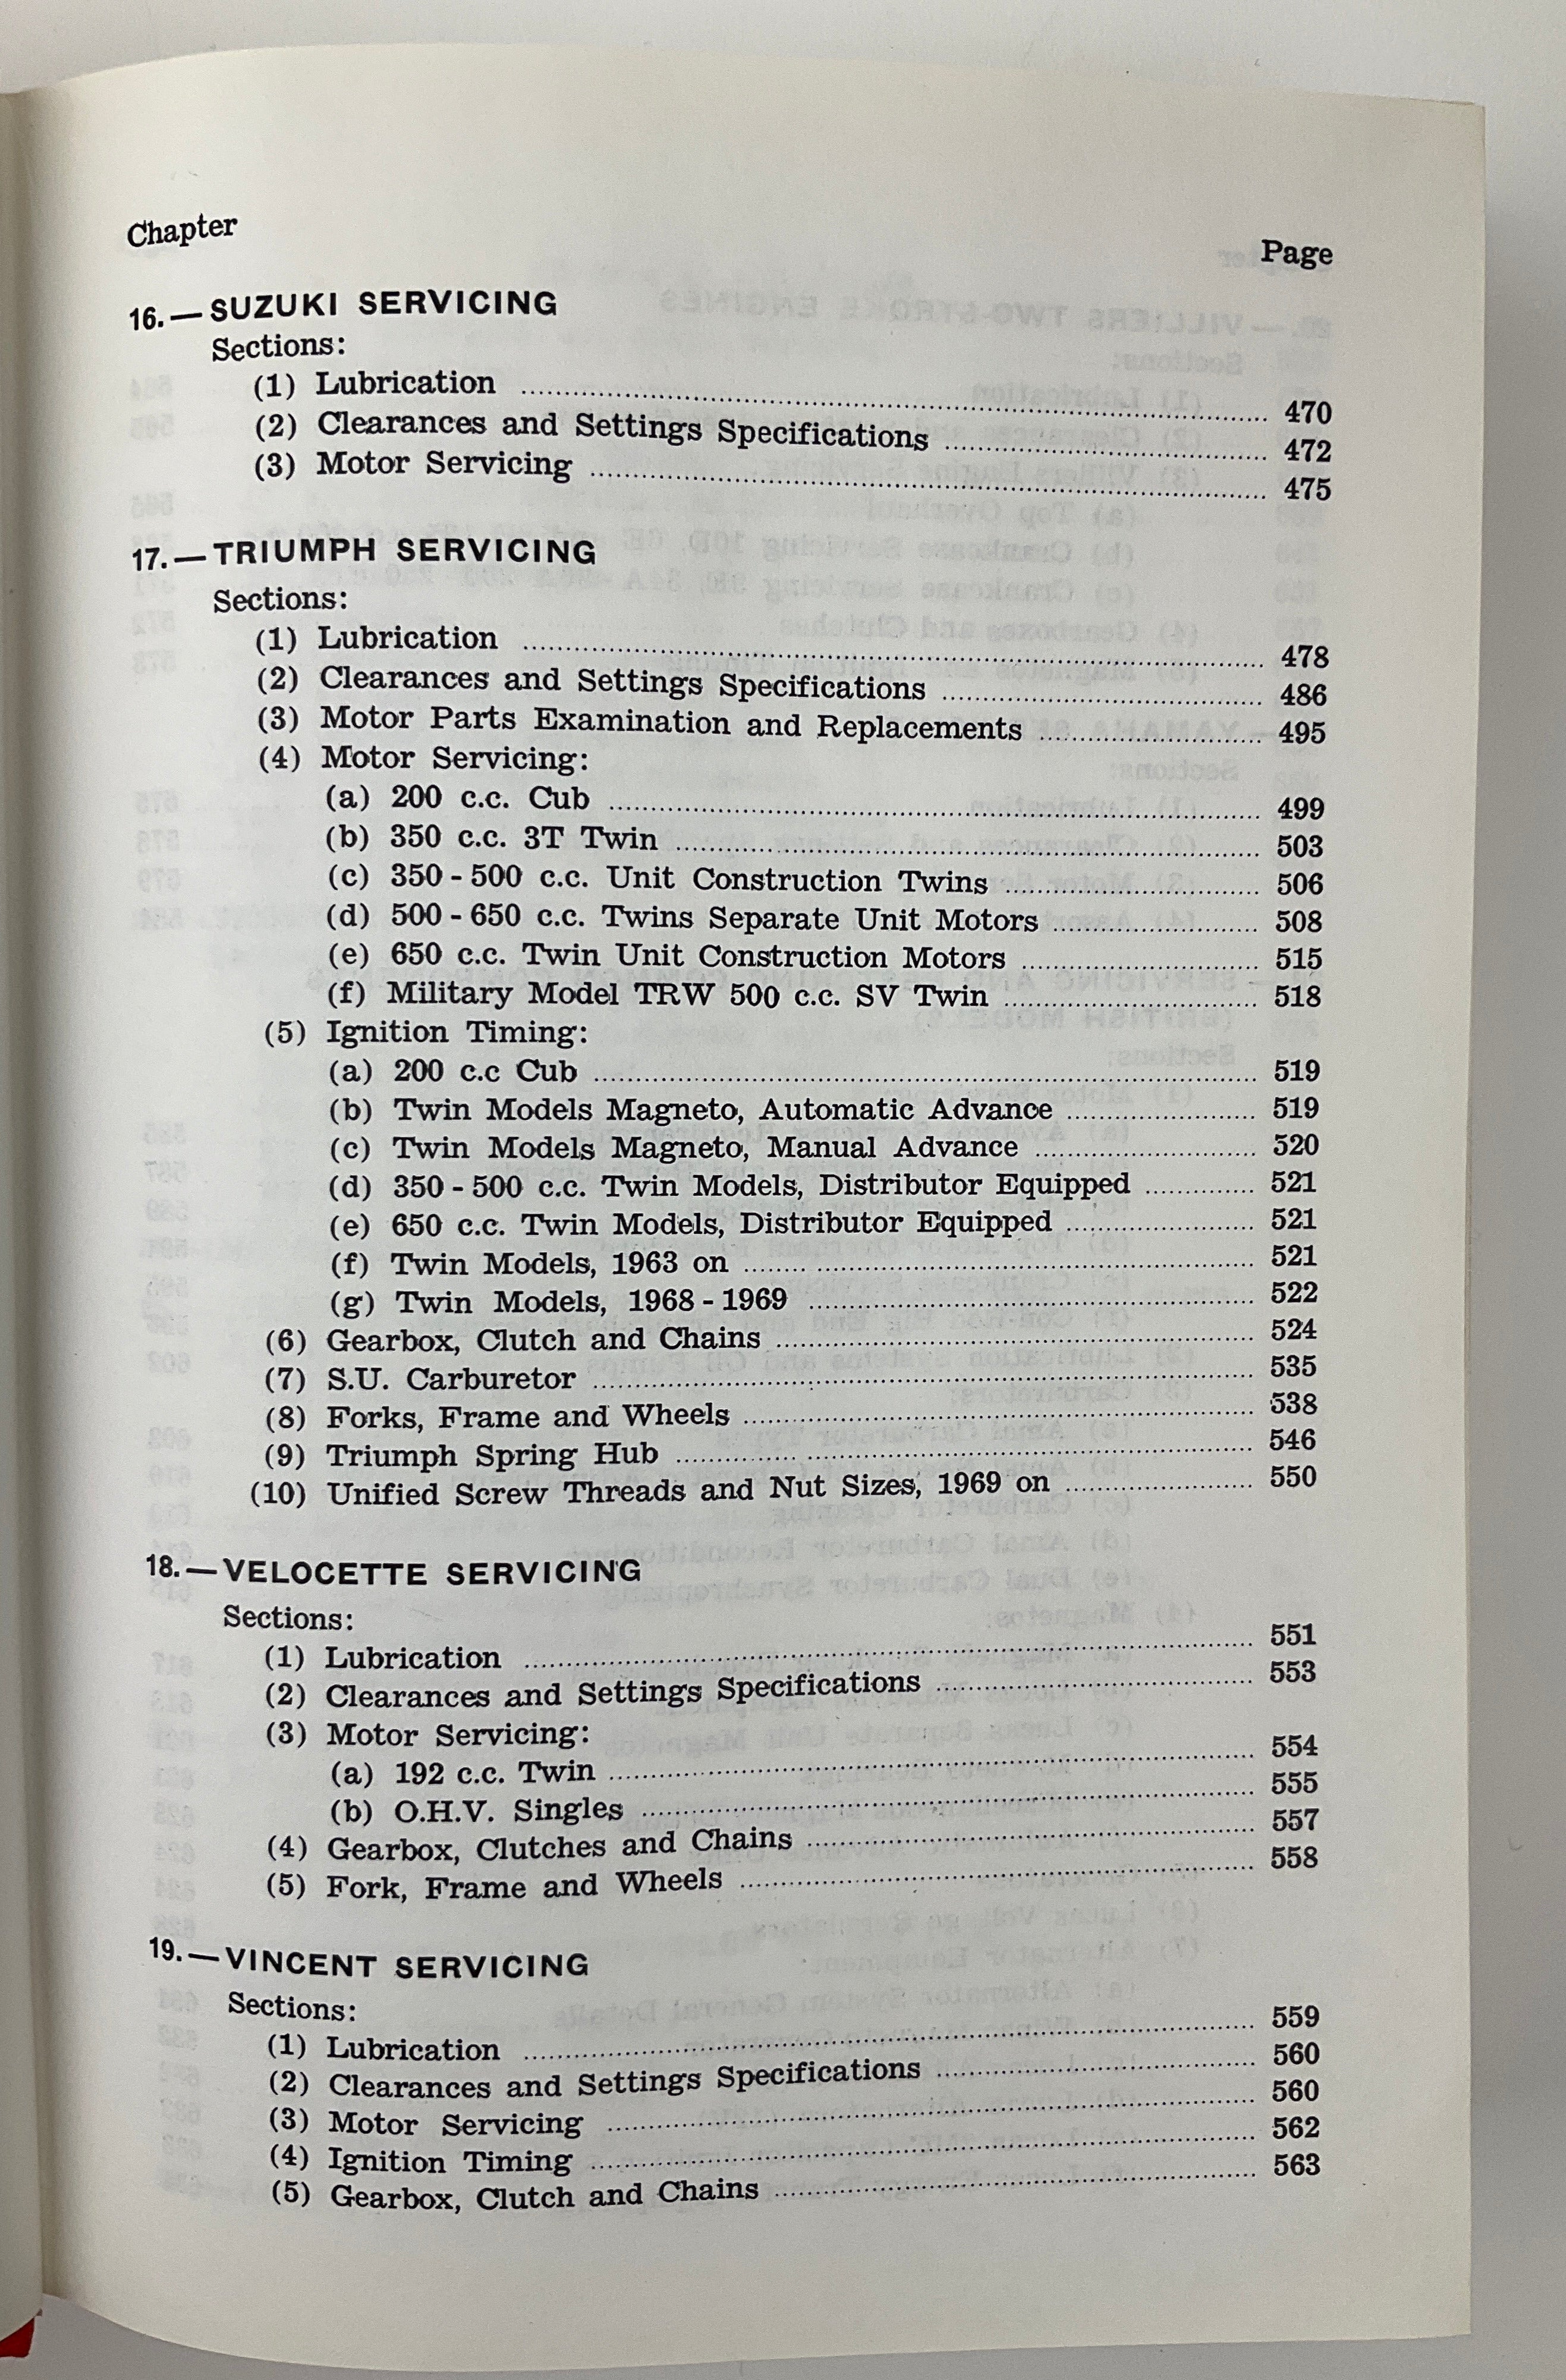 Chapter
Page
16.—SUZUKI SERVICING
Sections:
(1) Lubrication ........ 470
(2) Clearances and Settings Specifications ........ 472
(3) Motor Servicing ........ 475
17.—TRIUMPH SERVICING
Sections:
(1) Lubrication ........ 478
(2) Clearances and Settings Specifications ........ 486
(3) Motor Parts Examination and Replacements ........ 495
(4) Motor Servicing:
(a) 200 c.c. Cub ........ 499
(b) 350 c.c. 3T Twin ........ 503
(c) 350 - 500 c.c. Unit Construction Twins ........ 506
(d) 500 - 650 c.c. Twins Separate Unit Motors ........ 508
(e) 650 c.c. Twin Unit Construction Motors ........ 515
(f) Military Model TRW 500 c.c. SV Twin ........ 518
(5) Ignition Timing:
(a) 200 c.c Cub ........ 519
(b) Twin Models Magneto, Automatic Advance ........ 519
(c) Twin Models Magneto, Manual Advance ........ 520
(d) 350 - 500 c.c. Twin Models, Distributor Equipped ........ 521
(e) 650 c.c. Twin Models, Distributor Equipped ........ 521
(f) Twin Models, 1963 on ........ 521
(g) Twin Models, 1968 - 1969 ........ 522
(6) Gearbox, Clutch and Chains ........ 524
(7) S.U. Carburetor ........ 535
(8) Forks, Frame and Wheels ........ 538
(9) Triumph Spring Hub ........ 546
(10) Unified Screw Threads and Nut Sizes, 1969 on ........ 550
18.—VELOCETTE SERVICING
Sections:
(1) Lubrication ........ 551
(2) Clearances and Settings Specifications ........ 553
(3) Motor Servicing:
(a) 192 c.c. Twin ........ 554
(b) O.H.V. Singles ........ 555
(4) Gearbox, Clutches and Chains ........ 557
(5) Fork, Frame and Wheels ........ 558
19.—VINCENT SERVICING
Sections:
(1) Lubrication ........ 559
(2) Clearances and Settings Specifications ........ 560
(3) Motor Servicing ........ 560
(4) Ignition Timing ........ 562
(5) Gearbox, Clutch and Chains ........ 563